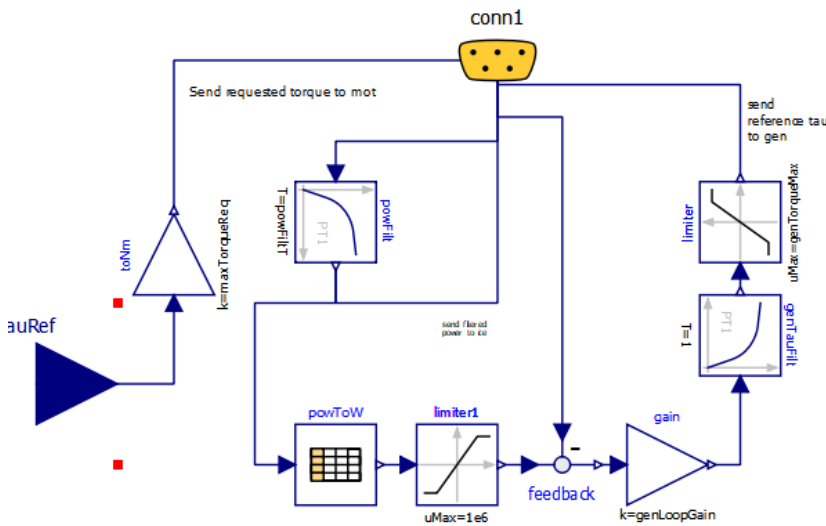 conn1
Send requested torque to mot
send
reference tau
to gen
T=powFiltT
PT1
powFilt
limiter
uMax=genTorqueMax
toNm
k=maxTorqueReq
auRef
send filtered
power to ice
T=1
PT1
genTauFilt
powToW
limiter1
gain
feedback
uMax=1e6
k=genLoopGain